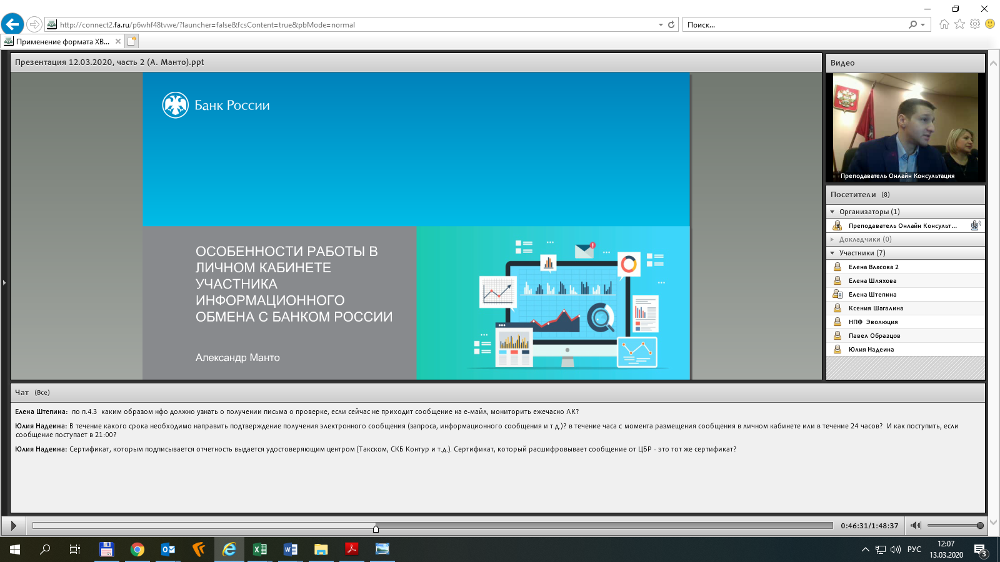 http://connect2.fa.ru/p6whf48tvwe/?launcher=false&fcsContent=true&pbMode=normal
Поиск...
Применение формата XB...
Презентация 12.03.2020, часть 2 (А. Манто).ppt
Банк России
ОСОБЕННОСТИ РАБОТЫ В
ЛИЧНОМ КАБИНЕТЕ
УЧАСТНИКА
ИНФОРМАЦИОННОГО
ОБМЕНА С БАНКОМ РОССИИ
Александр Манто
Видео
Преподаватель Онлайн Консультация
Посетители (8)
Организаторы (1)
Преподаватель Онлайн Консульт...
Докладчики (0)
Участники (7)
Елена Власова 2
Елена Шляхова
Елена Штепина
Ксения Шагалина
НПФ Эволюция
Павел Образцов
Юлия Надеина
Чат (Все)
Елена Штепина: по п.4.3 каким образом нфо должно узнать о получении письма о проверке, если сейчас не приходит сообщение на е-майл, мониторить ежечасно ЛК?
Юлия Надеина: В течение какого срока необходимо направить подтверждение получения электронного сообщения (запроса, информационного сообщения и т.д.)? в течение часа с момента размещения сообщения в личном кабинете или в течение 24 часов? И как поступить, если
сообщение поступает в 21:00?
Юлия Надеина: Сертификат, которым подписывается отчетность выдается удостоверяющим центром (Такском, СКБ Контур и т.д.). Сертификат, который расшифровывает сообщение от ЦБР - это тот же сертификат?
0:46:31/1:48:37
РУС
12:07
13.03.2020
3